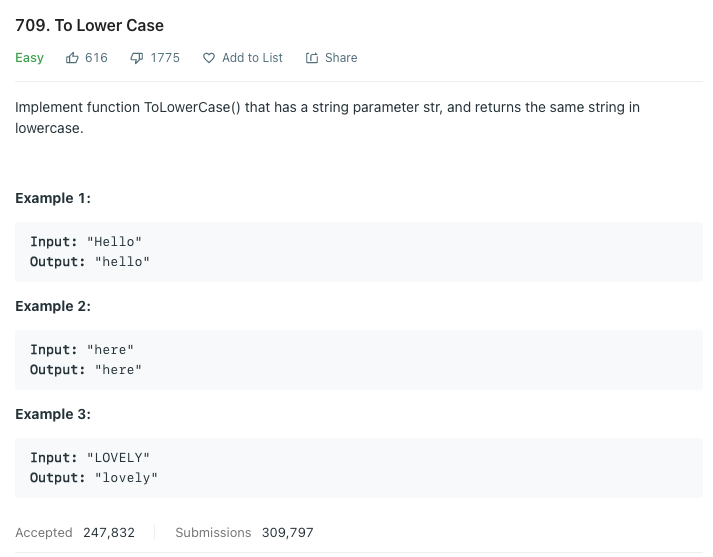 709. To Lower Case
Easy 616 1775 Add to List Share
Implement function ToLowerCase() that has a string parameter str, and returns the same string in
lowercase.
Example 1:
Input: "Hello"
Output: "hello"
Example 2:
Input: "here"
Output: "here"
Example 3:
Input: "LOVELY"
Output: "lovely"
Accepted 247,832 Submissions 309,797